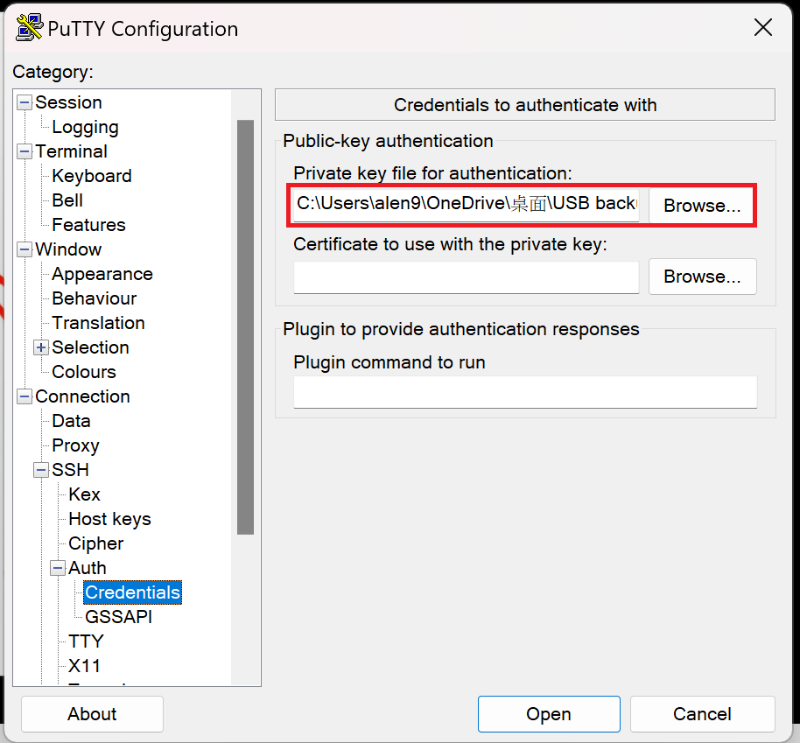 PuTTY Configuration
Category:
Session
Logging
Terminal
Keyboard
Bell
Features
Window
Appearance
Behaviour
Translation
Selection
Colours
Connection
Data
Proxy
SSH
Kex
Host keys
Cipher
Auth
Credentials
GSSAPI
TTY
X11
Credentials to authenticate with
Public-key authentication
Private key file for authentication:
C:\Users\alen9\OneDrive\桌面\USB back
Browse...
Certificate to use with the private key:
Browse...
Plugin to provide authentication responses
Plugin command to run
About
Open
Cancel